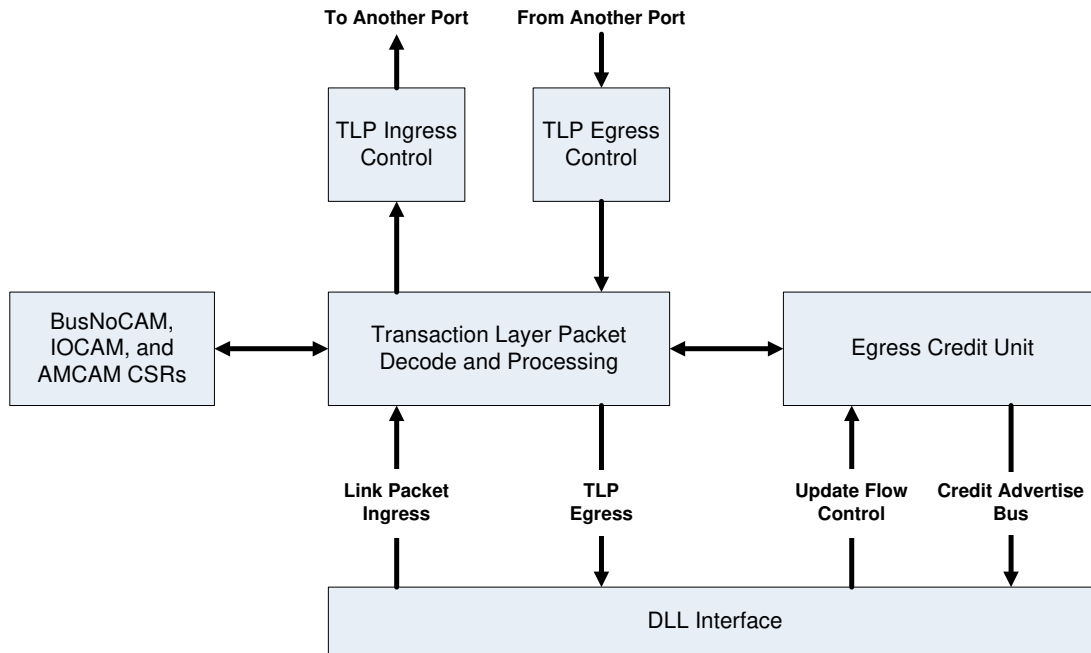 To Another Port
From Another Port
TLP Ingress
Control
TLP Egress
Control
BusNoCAM,
IOCAM, and
AMCAM CSRs
Transaction Layer Packet
Decode and Processing
Egress Credit Unit
Link Packet
Ingress
TLP
Egress
Update Flow
Control
Credit Advertise
Bus
DLL Interface